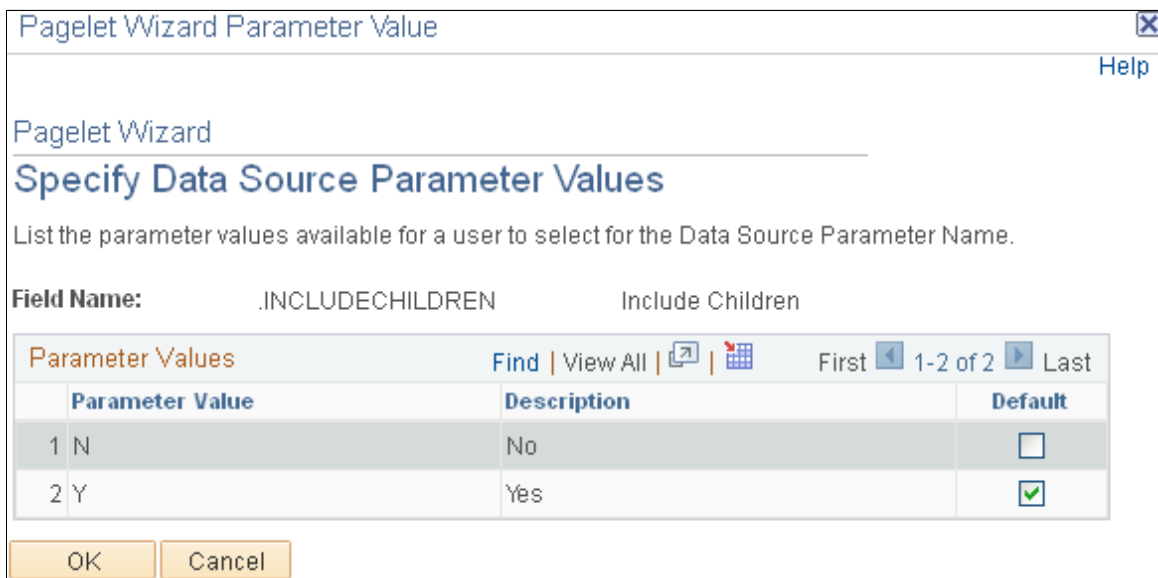 Pagelet Wizard Parameter Value
Help
Pagelet Wizard
Specify Data Source Parameter Values
List the parameter values available for a user to select for the Data Source Parameter Name.
Field Name: .INCLUDECHILDREN Include Children
Parameter Values Find | View All | | First 1-2 of 2 Last
Parameter Value Description Default
1 N No
2 Y Yes
OK Cancel